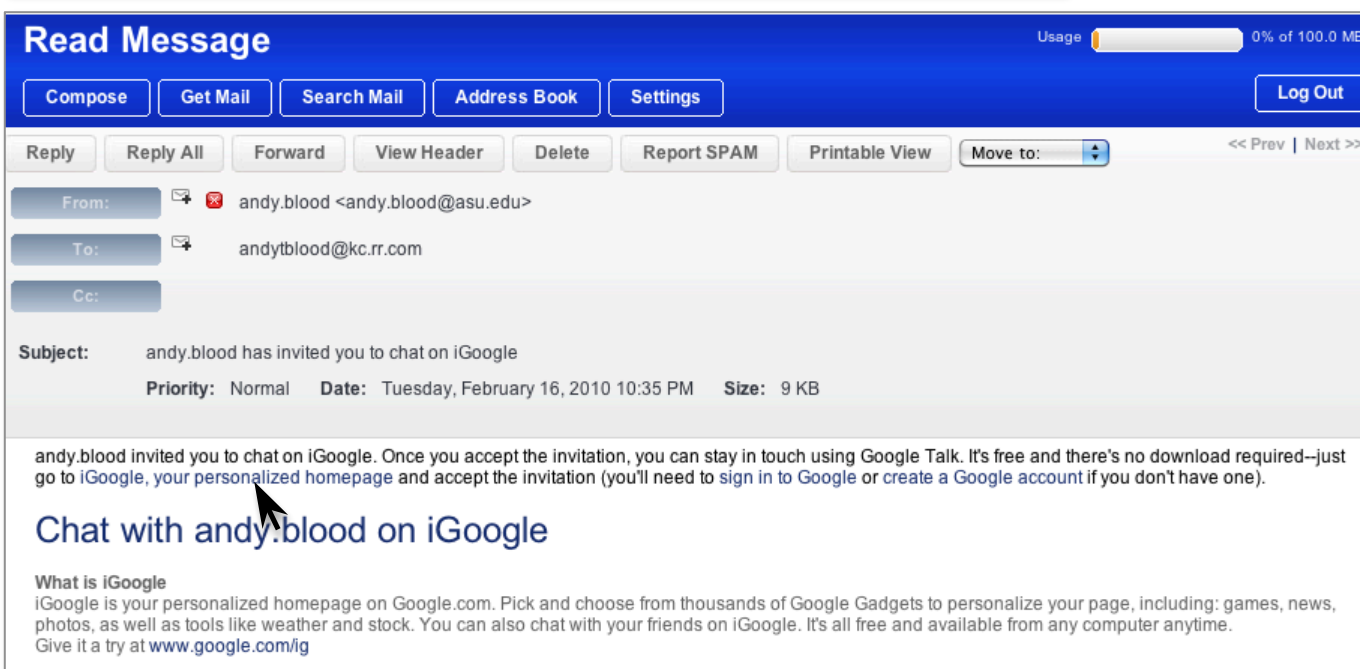 Read Message
Usage 0% of 100.0 MB
Compose Get Mail Search Mail Address Book Settings Log Out
Reply Reply All Forward View Header Delete Report SPAM Printable View Move to: << Prev | Next >>
From: andy.blood <andy.blood@asu.edu>
To: andytblood@kc.rr.com
Cc:
Subject: andy.blood has invited you to chat on iGoogle
Priority: Normal Date: Tuesday, February 16, 2010 10:35 PM Size: 9 KB
andy.blood invited you to chat on iGoogle. Once you accept the invitation, you can stay in touch using Google Talk. It's free and there's no download required--just
go to iGoogle, your personalized homepage and accept the invitation (you'll need to sign in to Google or create a Google account if you don't have one).
Chat with andy.blood on iGoogle
What is iGoogle
iGoogle is your personalized homepage on Google.com. Pick and choose from thousands of Google Gadgets to personalize your page, including: games, news,
photos, as well as tools like weather and stock. You can also chat with your friends on iGoogle. It's all free and available from any computer anytime.
Give it a try at www.google.com/ig